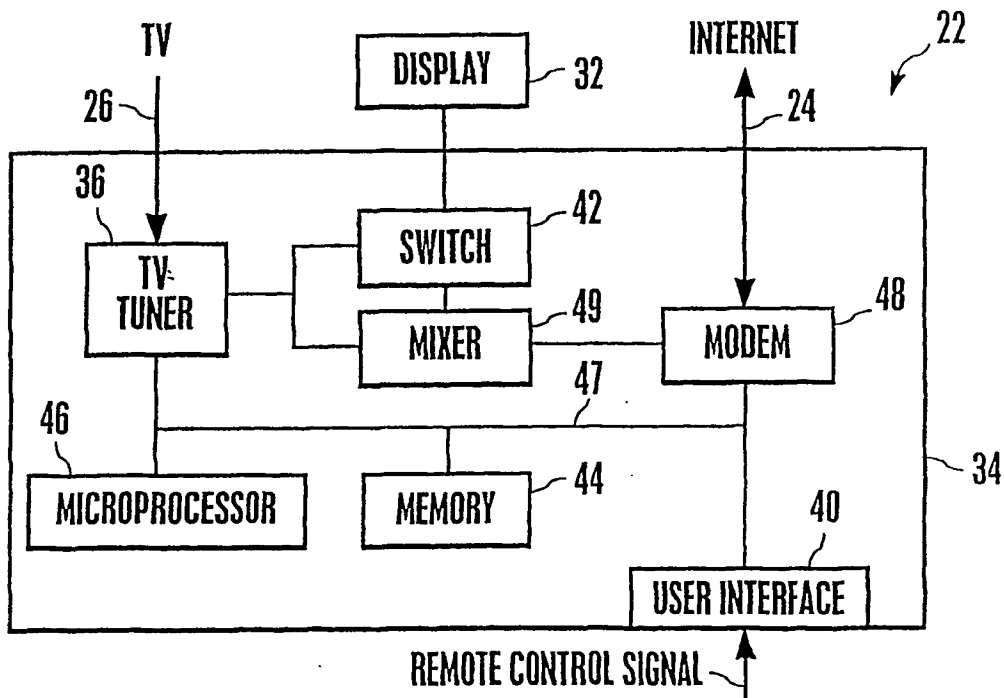 TV
INTERNET
22
DISPLAY
32
26
24
36
42
SWITCH
TV
TUNER
49
48
MIXER
MODEM
47
46
44
34
MICROPROCESSOR
MEMORY
40
USER INTERFACE
REMOTE CONTROL SIGNAL